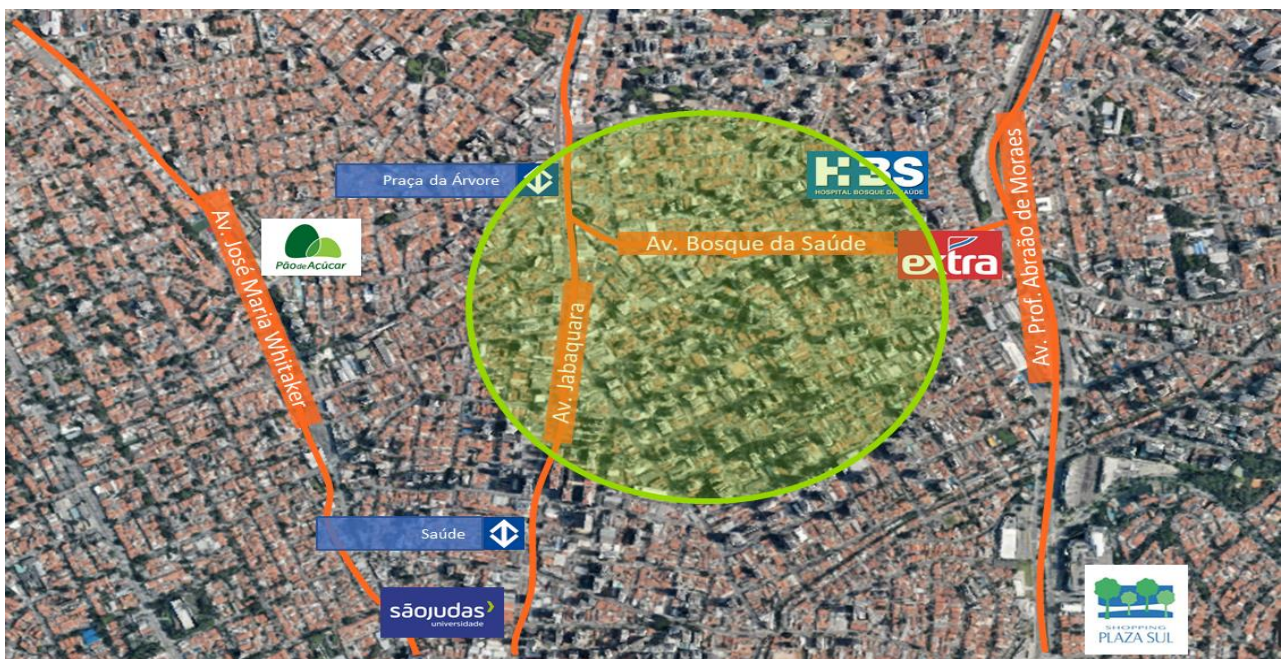 Praça da Árvore
HBS
HOSPITAL BOSQUE DA SAÚDE
Av. Bosque da Saúde
extra
Av. Prof. Abraão de Moraes
Av. José Maria Whitaker
Pão de Açúcar
Av. Jabaquara
Saúde
sãojudas
universidade
SHOPPING
PLAZA SUL